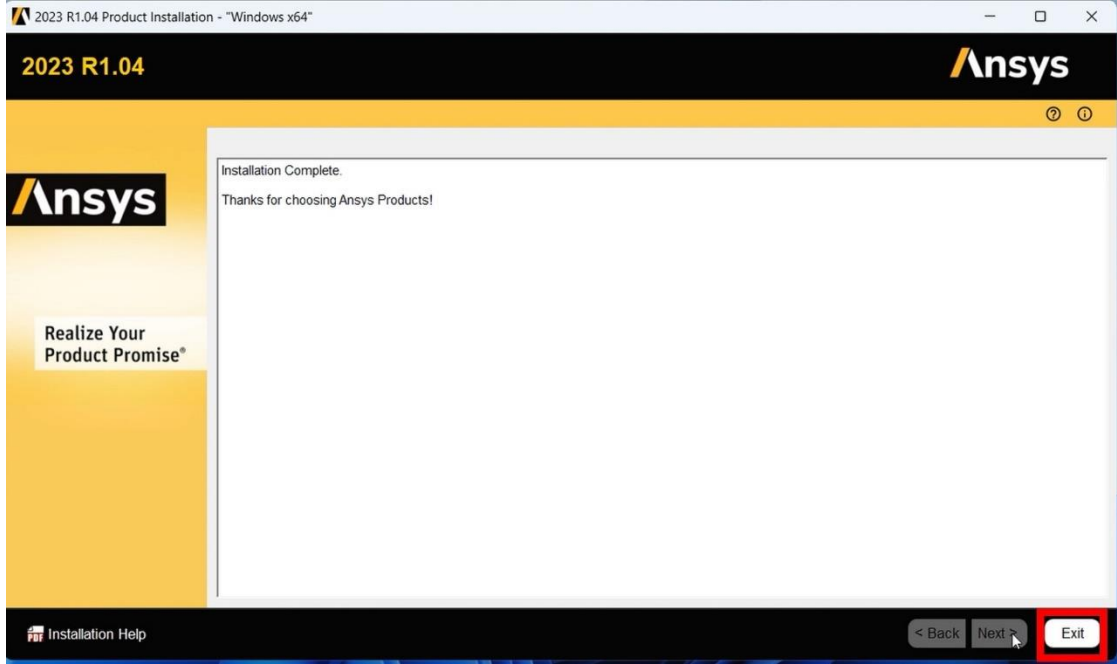 2023 R1.04 Product Installation - "Windows x64"
2023 R1.04
Ansys
Ansys
Installation Complete.
Thanks for choosing Ansys Products!
Realize Your
Product Promise®
PDF Installation Help
< Back Next > Exit